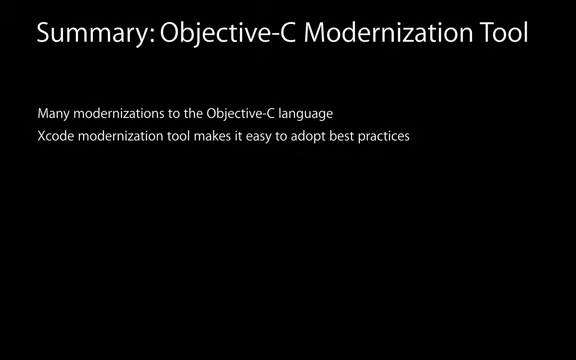 Summary: Objective-C Modernization Tool
Many modernizations to the Objective-C language
Xcode modernization tool makes it easy to adopt best practices